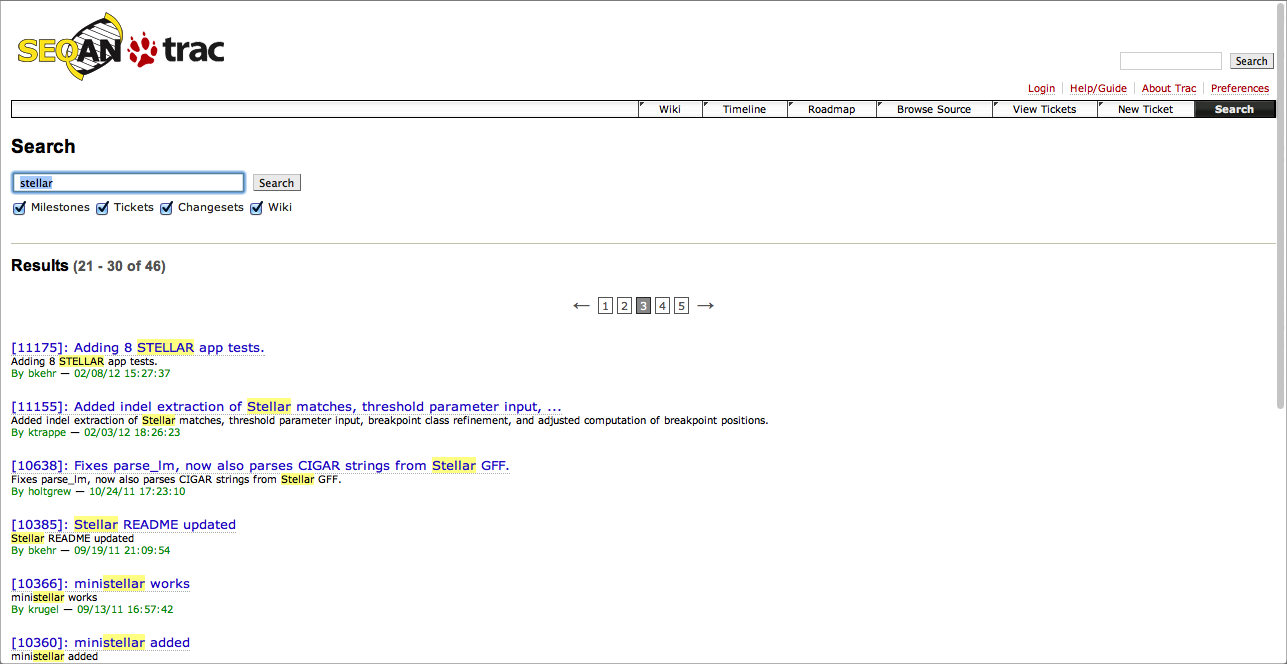 SEQAN trac
Search
Login Help/Guide About Trac Preferences
Wiki Timeline Roadmap Browse Source View Tickets New Ticket Search
Search
stellar Search
Milestones Tickets Changesets Wiki
Results (21 - 30 of 46)
← 1 2 3 4 5 →
[11175]: Adding 8 STELLAR app tests.
Adding 8 STELLAR app tests.
By bkehr — 02/08/12 15:27:37
[11155]: Added indel extraction of Stellar matches, threshold parameter input, ...
Added indel extraction of Stellar matches, threshold parameter input, breakpoint class refinement, and adjusted computation of breakpoint positions.
By ktrappe — 02/03/12 18:26:23
[10638]: Fixes parse_lm, now also parses CIGAR strings from Stellar GFF.
Fixes parse_lm, now also parses CIGAR strings from Stellar GFF.
By holtgrew — 10/24/11 17:23:10
[10385]: Stellar README updated
Stellar README updated
By bkehr — 09/19/11 21:09:54
[10366]: ministellar works
ministellar works
By krugel — 09/13/11 16:57:42
[10360]: ministellar added
ministellar added